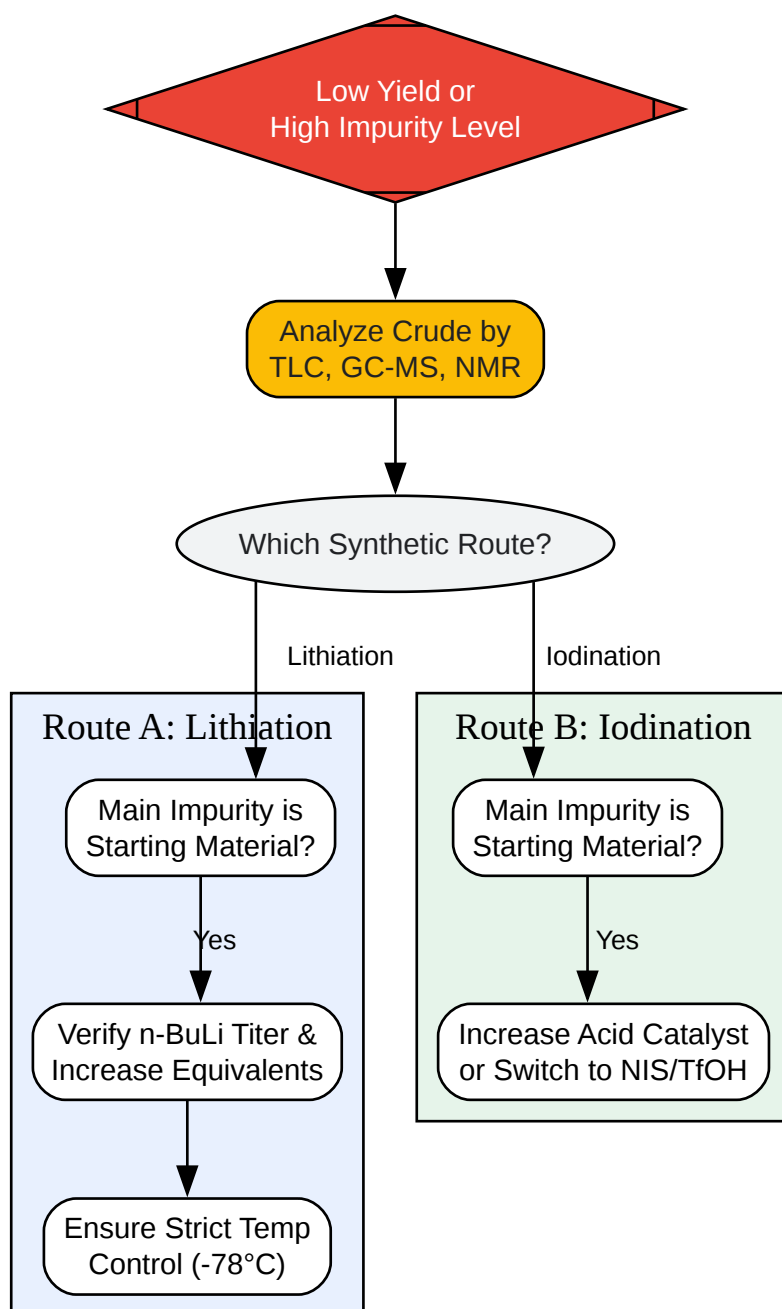 Low Yield or
High Impurity Level
Analyze Crude by
TLC, GC-MS, NMR
Which Synthetic Route?
Lithiation
Iodination
Route A: Lithiation
Route B: Iodination
Main Impurity is
Starting Material?
Main Impurity is
Starting Material?
Yes
Yes
Verify n-BuLi Titer &
Increase Equivalents
Increase Acid Catalyst
or Switch to NIS/TfOH
Ensure Strict Temp
Control (-78°C)